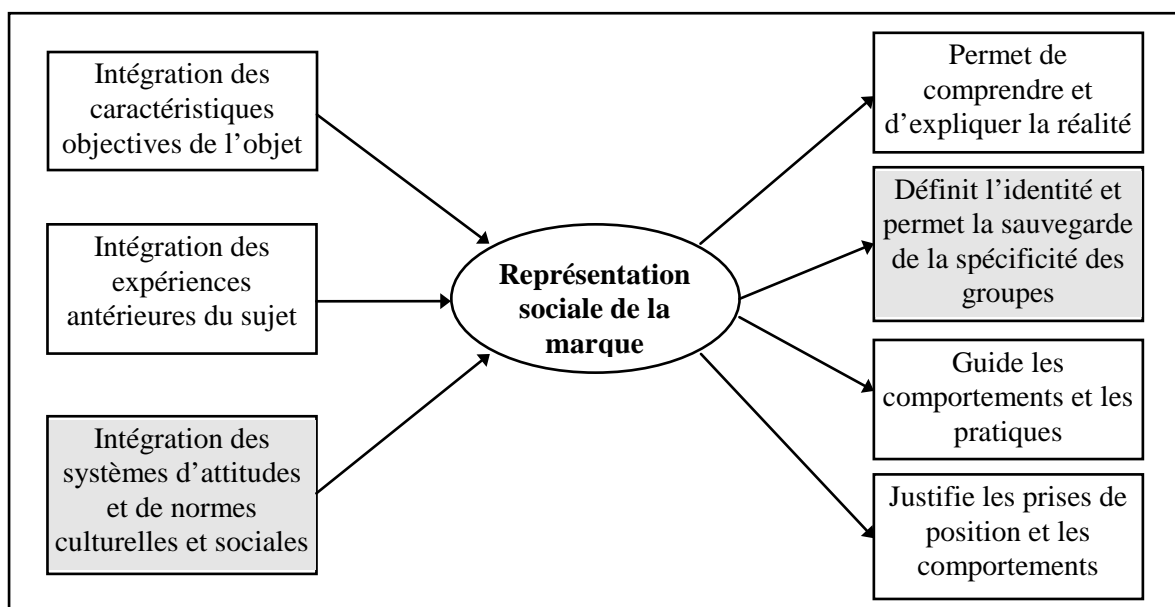 Intégration des
caractéristiques
objectives de l’objet
Intégration des
expériences
antérieures du sujet
Intégration des
systèmes d’attitudes
et de normes
culturelles et sociales
Représentation
sociale de la
marque
Permet de
comprendre et
d’expliquer la réalité
Définit l’identité et
permet la sauvegarde
de la spécificité des
groupes
Guide les
comportements et les
pratiques
Justifie les prises de
position et les
comportements